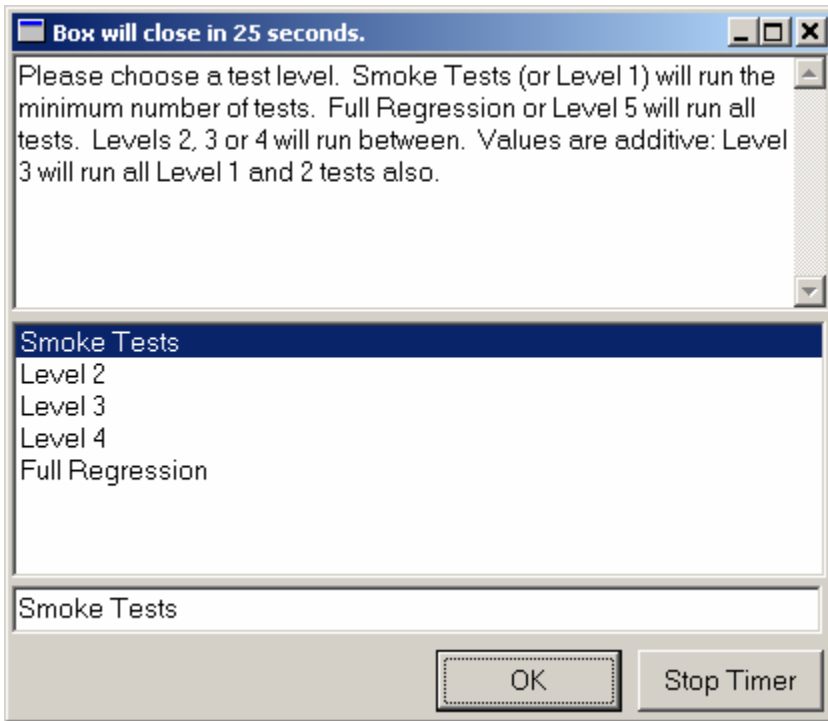 Box will close in 25 seconds.
Please choose a test level.  Smoke Tests (or Level 1) will run the
minimum number of tests.  Full Regression or Level 5 will run all
tests.  Levels 2, 3 or 4 will run between.  Values are additive: Level
3 will run all Level 1 and 2 tests also.
Smoke Tests
Level 2
Level 3
Level 4
Full Regression
Smoke Tests
OK
Stop Timer